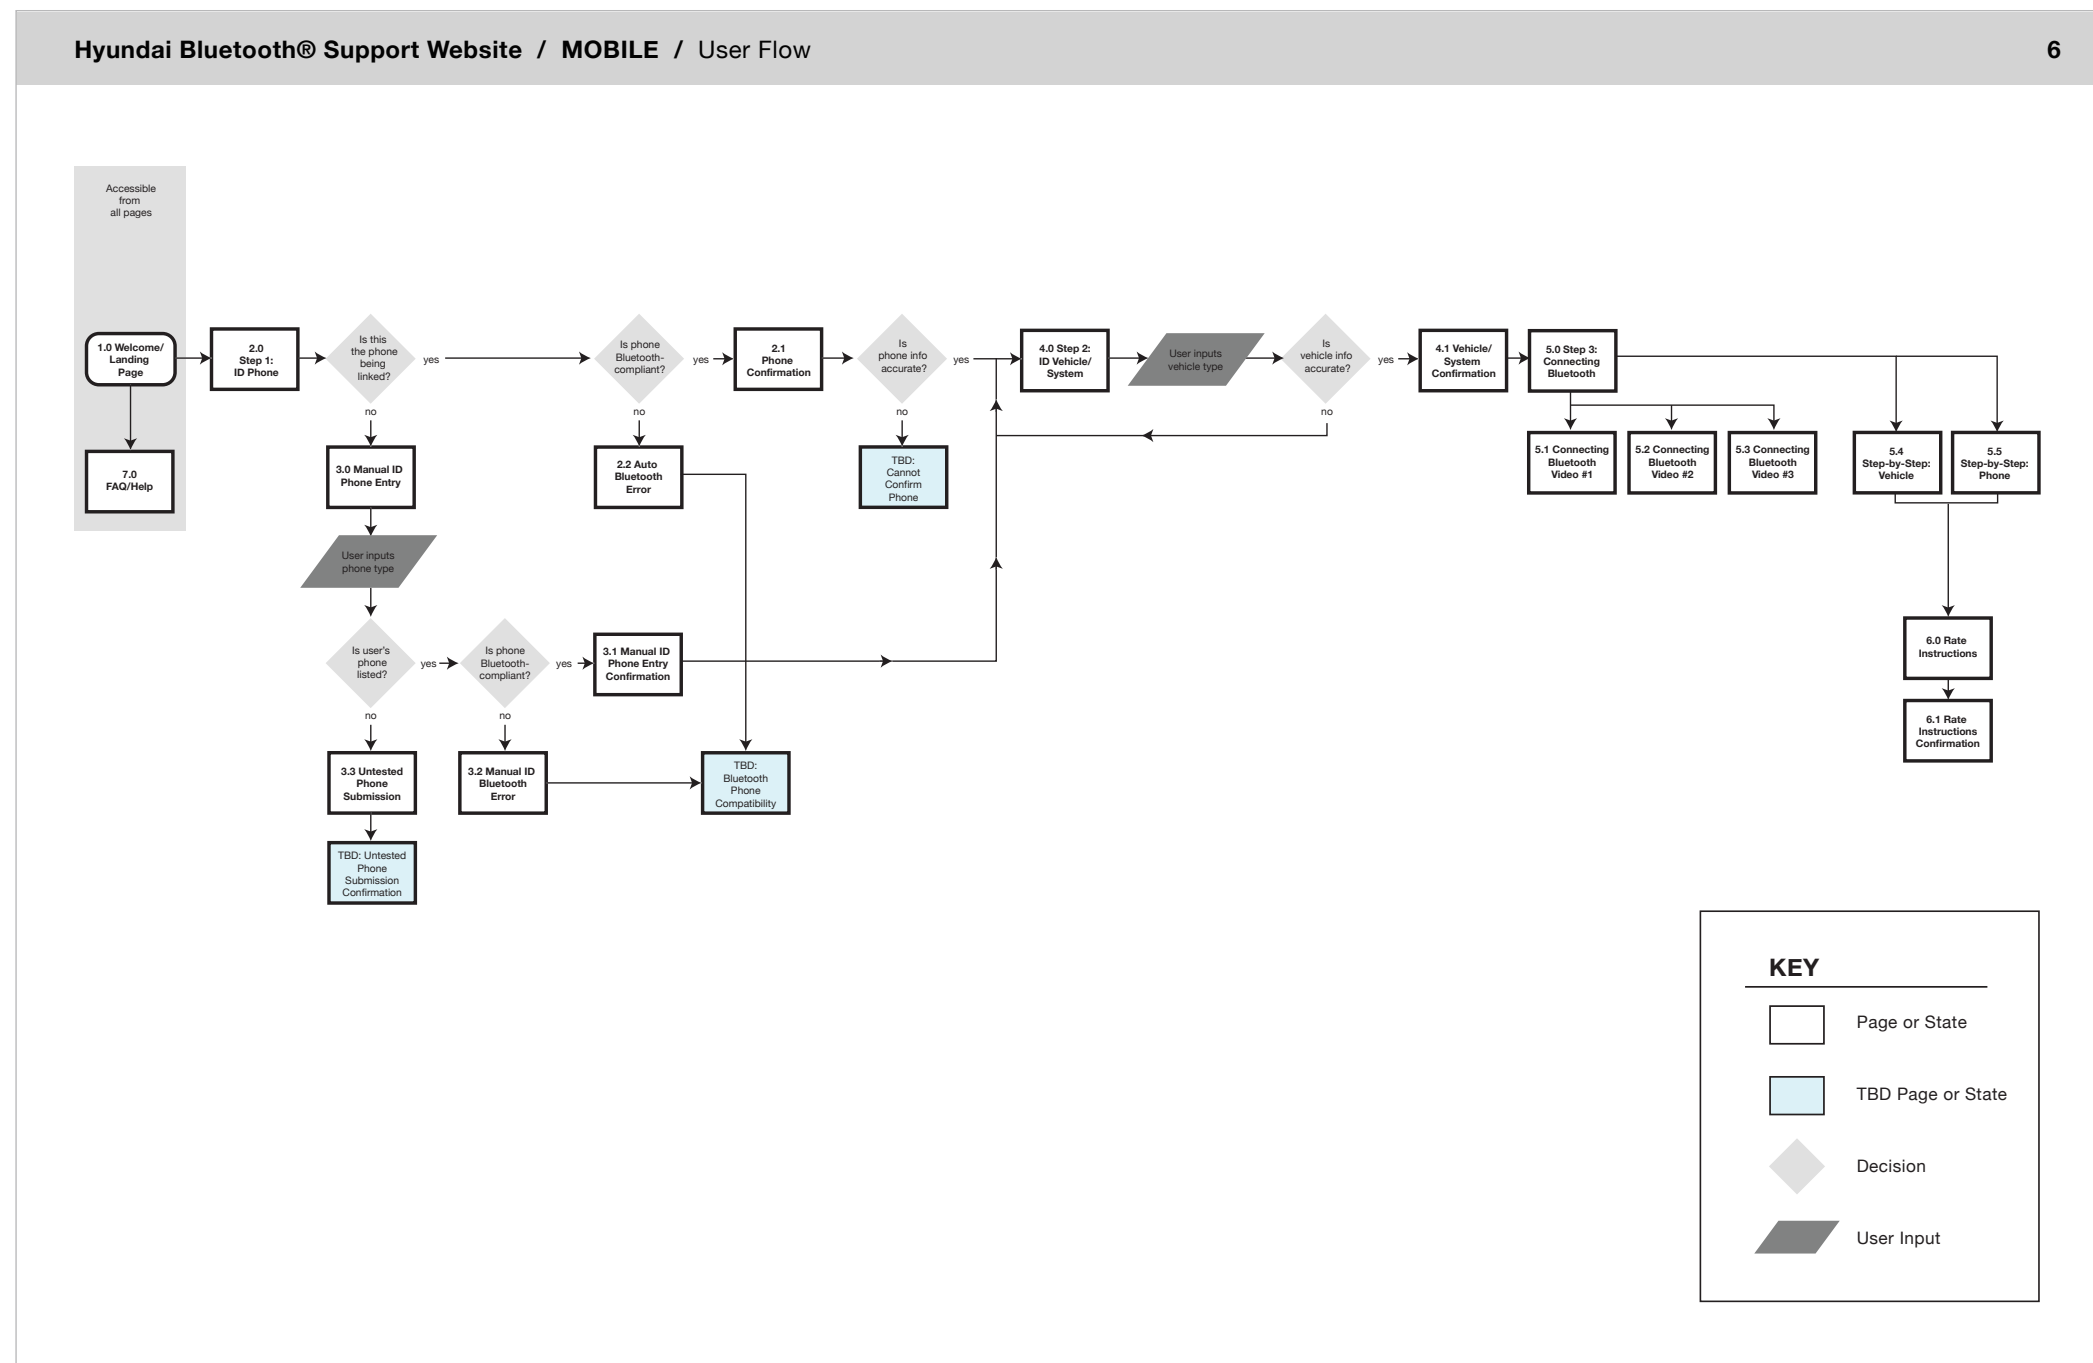 Hyundai Bluetooth® Support Website / MOBILE / User Flow
6
Accessible
from
all pages
1.0 Welcome/
Landing
Page
7.0
FAQ/Help
2.0
Step 1:
ID Phone
Is this
the phone
being
linked?
yes
no
3.0 Manual ID
Phone Entry
User inputs
phone type
Is user's
phone
listed?
yes
no
3.3 Untested
Phone
Submission
TBD: Untested
Phone
Submission
Confirmation
Is phone
Bluetooth-
compliant?
yes
no
3.2 Manual ID
Bluetooth
Error
3.1 Manual ID
Phone Entry
Confirmation
Is phone
Bluetooth-
compliant?
yes
no
2.2 Auto
Bluetooth
Error
TBD:
Bluetooth
Phone
Compatibility
2.1
Phone
Confirmation
Is
phone info
accurate?
yes
no
TBD:
Cannot
Confirm
Phone
4.0 Step 2:
ID Vehicle/
System
User inputs
vehicle type
Is
vehicle info
accurate?
yes
no
4.1 Vehicle/
System
Confirmation
5.0 Step 3:
Connecting
Bluetooth
5.1 Connecting
Bluetooth
Video #1
5.2 Connecting
Bluetooth
Video #2
5.3 Connecting
Bluetooth
Video #3
5.4
Step-by-Step:
Vehicle
5.5
Step-by-Step:
Phone
6.0 Rate
Instructions
6.1 Rate
Instructions
Confirmation
KEY
Page or State
TBD Page or State
Decision
User Input